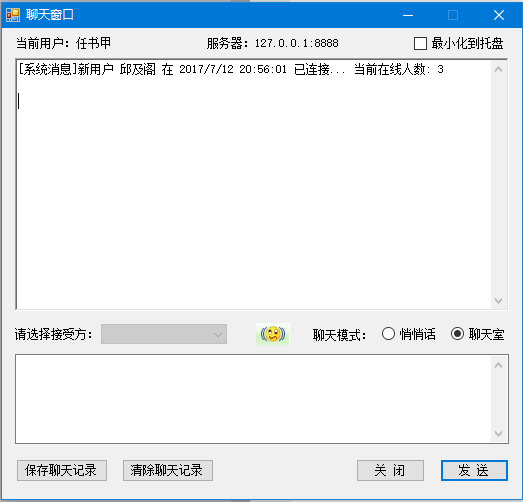 聊天窗口
当前用户：任书甲 服务器：127.0.0.1:8888 最小化到托盘
[系统消息]新用户 邱及阁 在 2017/7/12 20:56:01 已连接... 当前在线人数: 3
请选择接受方： 聊天模式： 悄悄话 聊天室
保存聊天记录 清除聊天记录 关 闭 发 送